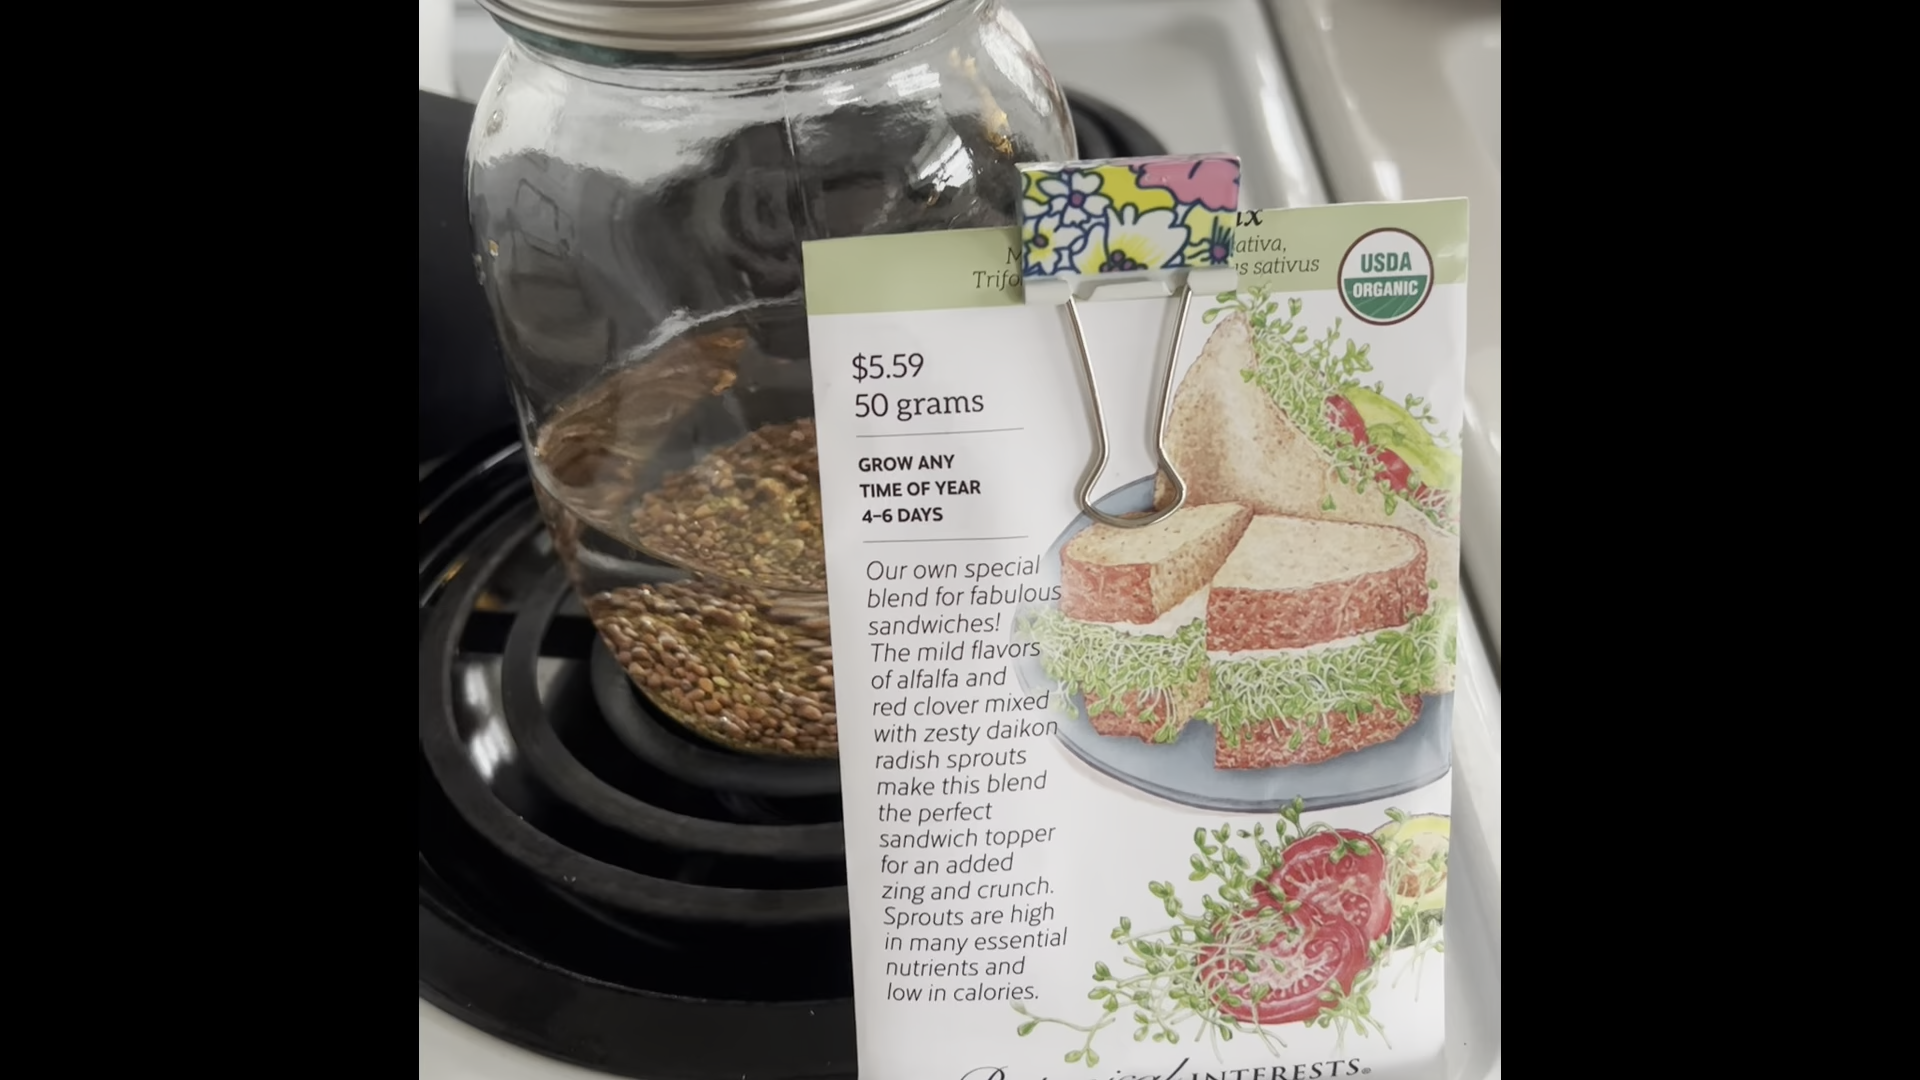 ix
M
ativa,
Trifo
s sativus
USDA
ORGANIC
$5.59
50 grams
GROW ANY
TIME OF YEAR
4–6 DAYS
Our own special
blend for fabulous
sandwiches!
The mild flavors
of alfalfa and
red clover mixed
with zesty daikon
radish sprouts
make this blend
the perfect
sandwich topper
for an added
zing and crunch.
Sprouts are high
in many essential
nutrients and
low in calories.
Botanical INTERESTS®